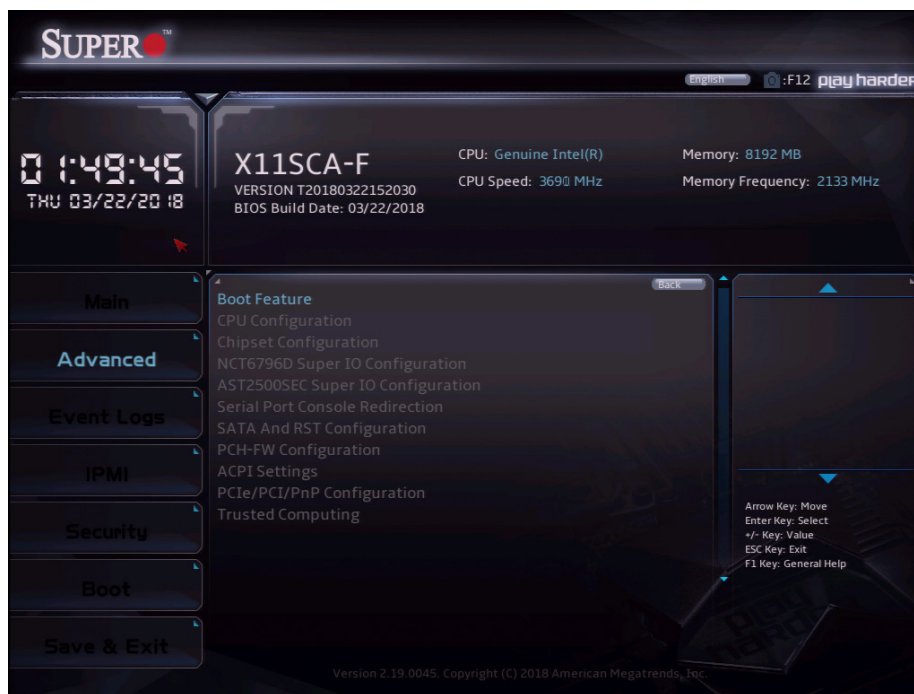 SUPER™
English :F12 play harder
01:49:45
THU 03/22/2018
X11SCA-F
VERSION T20180322152030
BIOS Build Date: 03/22/2018
CPU: Genuine Intel(R)
CPU Speed: 3690 MHz
Memory: 8192 MB
Memory Frequency: 2133 MHz
Main
Advanced
Event Logs
IPMI
Security
Boot
Save & Exit
Back
Boot Feature
CPU Configuration
Chipset Configuration
NCT6796D Super IO Configuration
AST2500SEC Super IO Configuration
Serial Port Console Redirection
SATA And RST Configuration
PCH-FW Configuration
ACPI Settings
PCIe/PCI/PnP Configuration
Trusted Computing
Arrow Key: Move
Enter Key: Select
+/- Key: Value
ESC Key: Exit
F1 Key: General Help
play
harder
Version 2.19.0045. Copyright (C) 2018 American Megatrends, Inc.